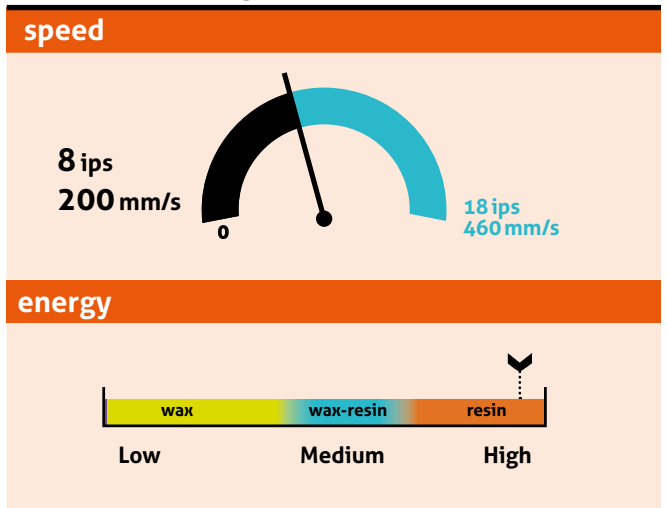 speed
8 ips
200 mm/s
0
18 ips
460 mm/s
energy
wax wax-resin resin
Low Medium High